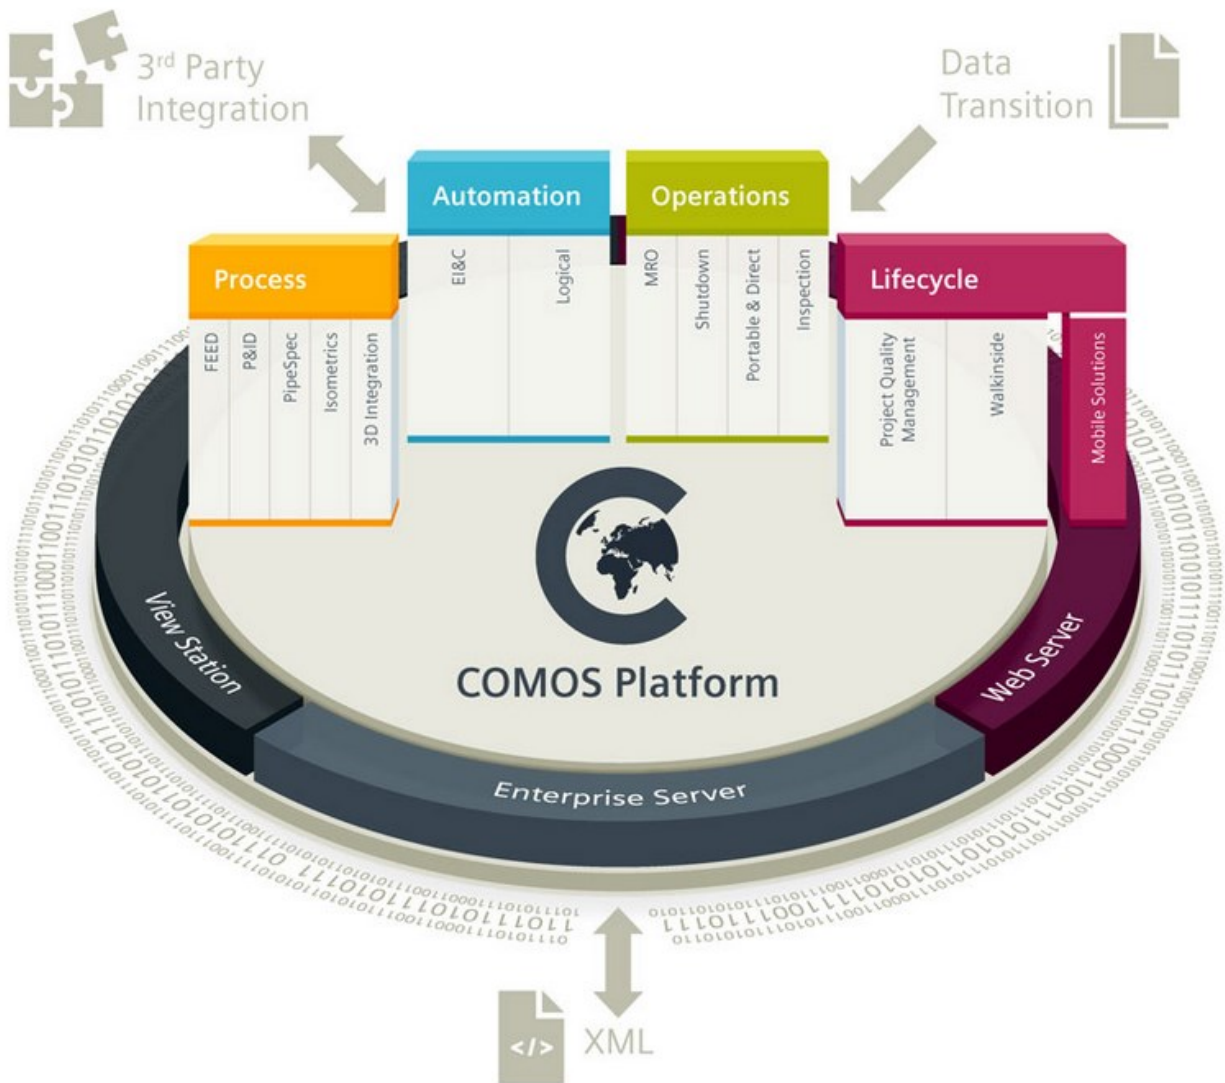 3rd Party
Integration
Data
Transition
Automation
Operations
Process
Lifecycle
FEED
P&ID
PipeSpec
Isometrics
3D Integration
EI&C
Logical
MRO
Shutdown
Portable & Direct
Inspection
Project Quality
Management
Walkinside
Mobile Solutions
COMOS Platform
View Station
Enterprise Server
Web Server
</>
XML